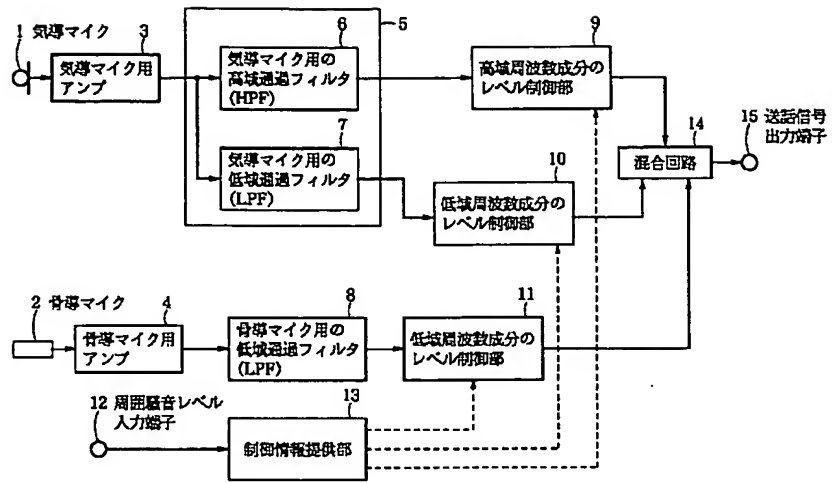 1 気導マイク
3
気導マイク用
アンプ
5
6
気導マイク用の
高域通過フィルタ
(HPF)
7
気導マイク用の
低域通過フィルタ
(LPF)
9
高域周波数成分の
レベル制御部
10
低域周波数成分の
レベル制御部
14
混合回路
15 送話信号
出力端子
2 骨導マイク
4
骨導マイク用
アンプ
8
骨導マイク用の
低域通過フィルタ
(LPF)
11
低域周波数成分の
レベル制御部
12 周囲騒音レベル
入力端子
13
制御情報提供部